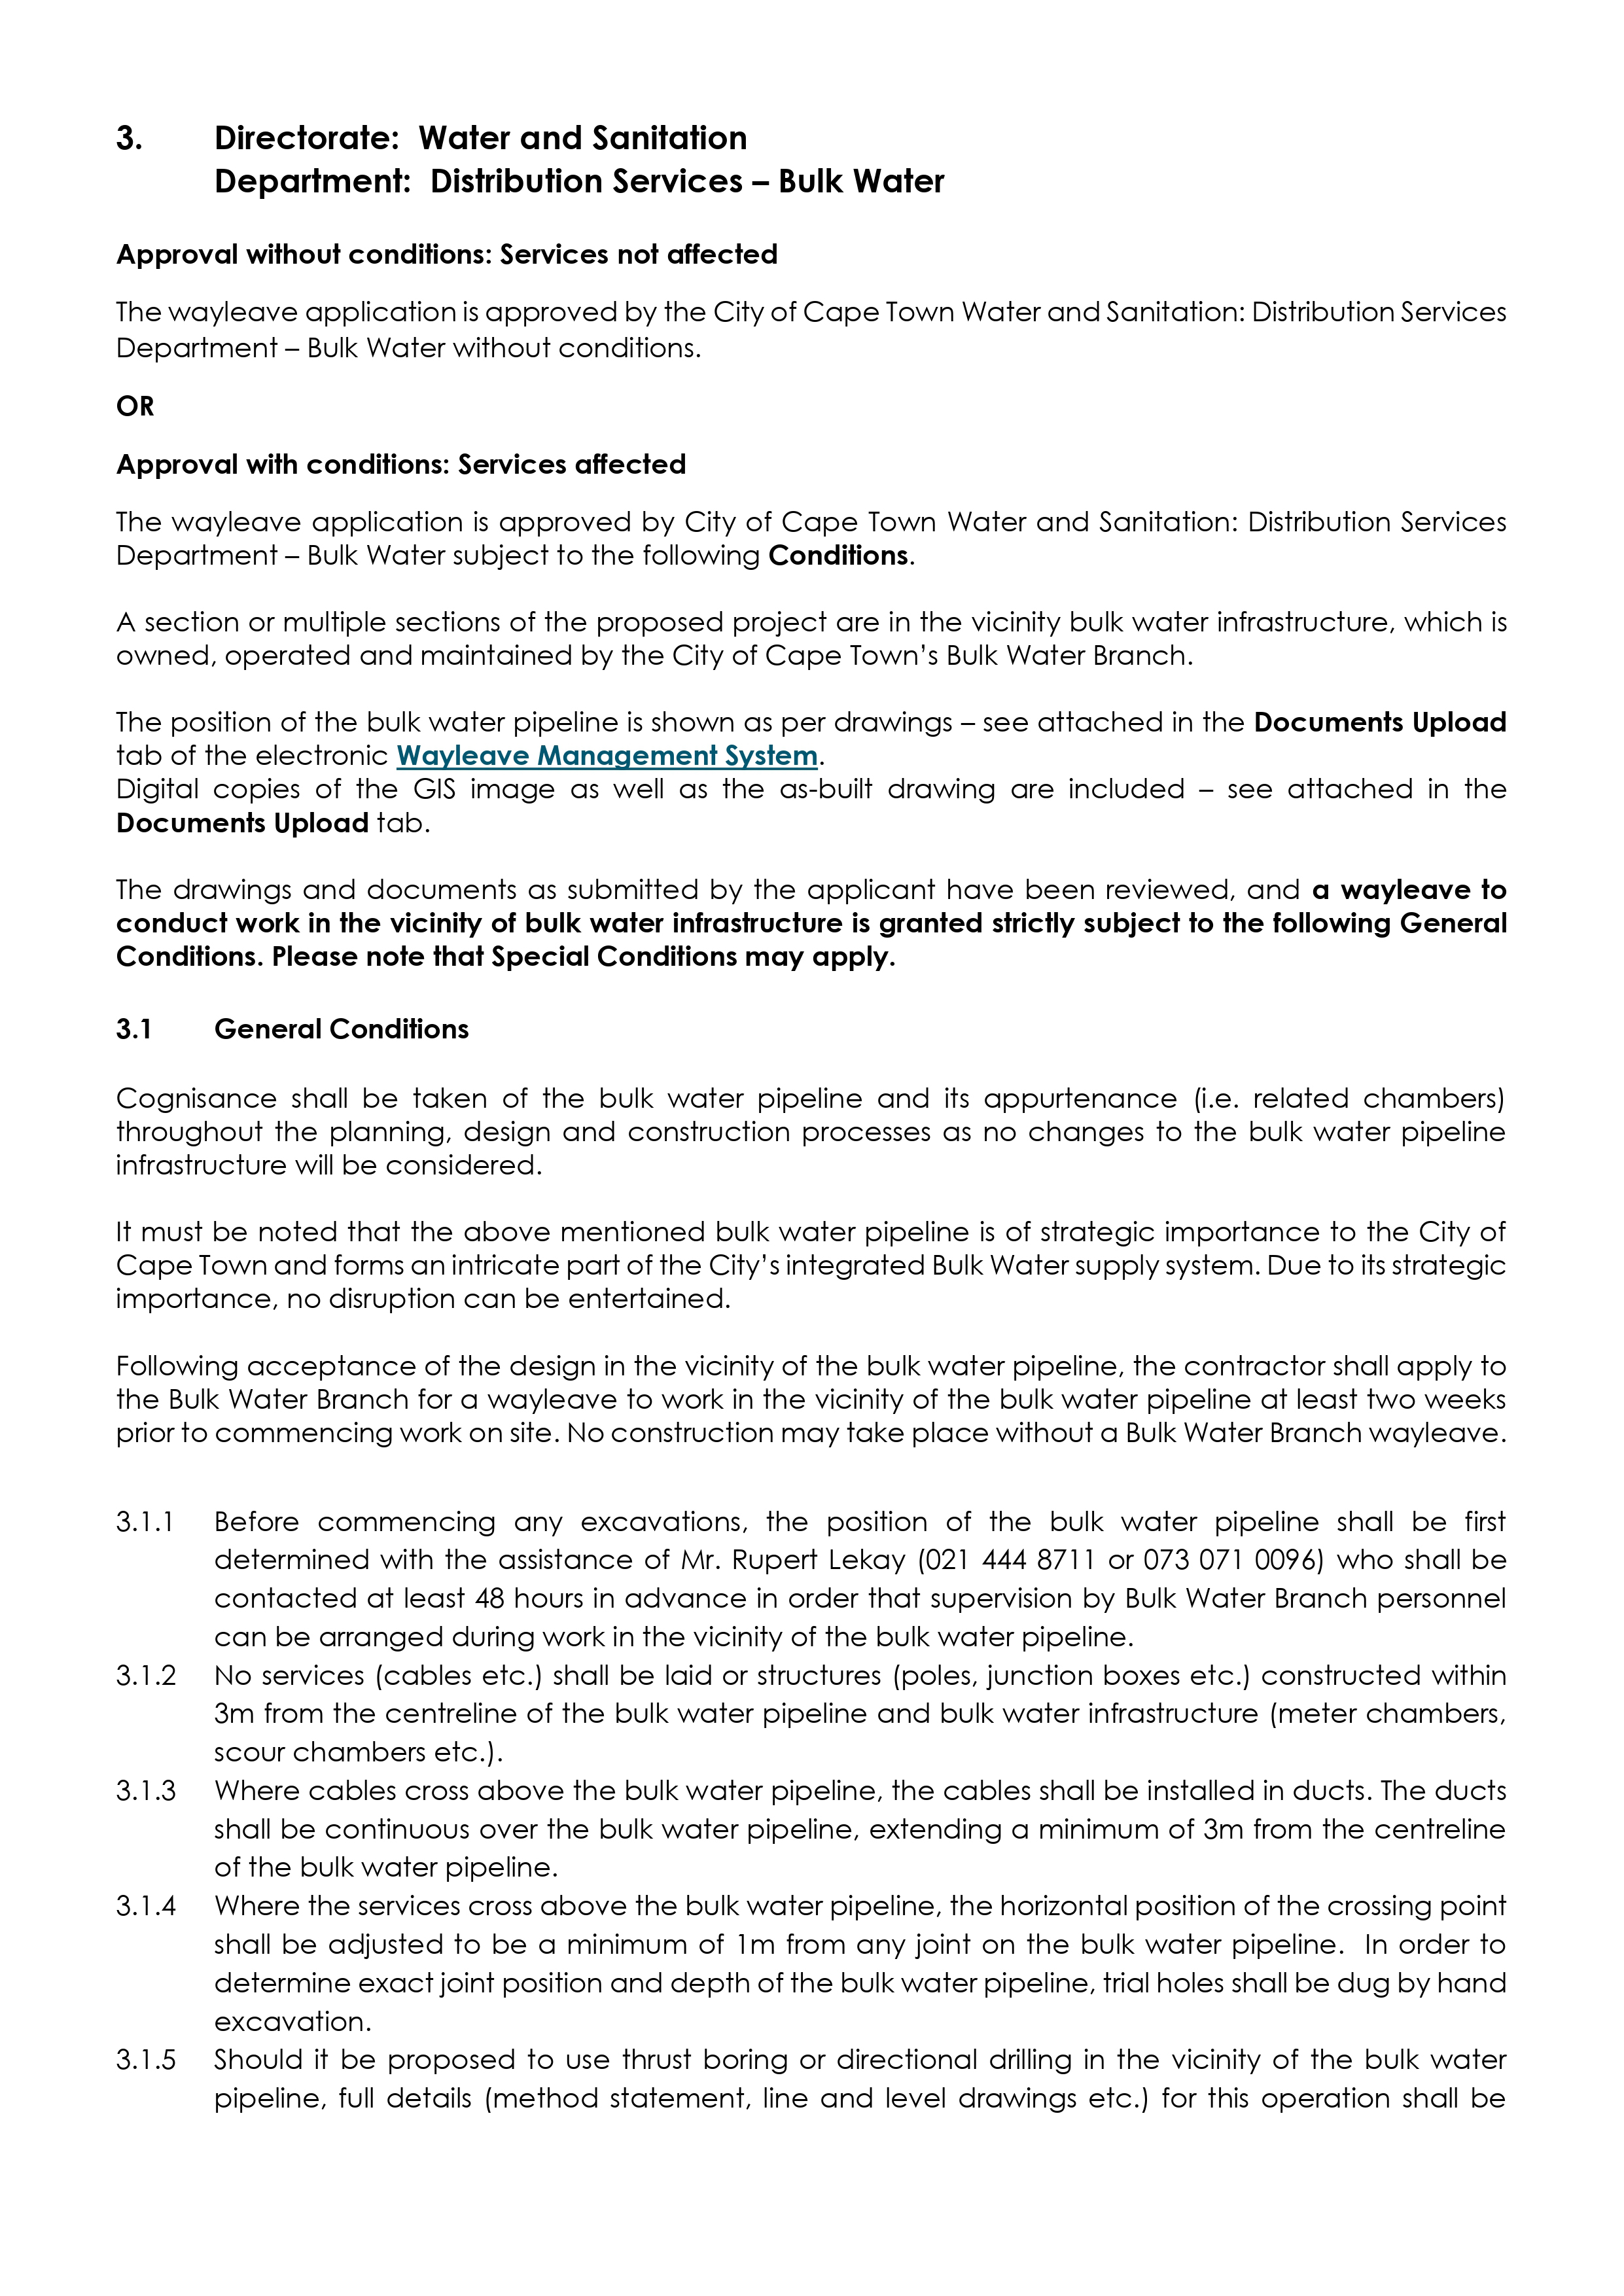 3. Directorate: Water and Sanitation
Department: Distribution Services – Bulk Water
Approval without conditions: Services not affected
The wayleave application is approved by the City of Cape Town Water and Sanitation: Distribution Services
Department – Bulk Water without conditions.
OR
Approval with conditions: Services affected
The wayleave application is approved by City of Cape Town Water and Sanitation: Distribution Services
Department – Bulk Water subject to the following Conditions.
A section or multiple sections of the proposed project are in the vicinity bulk water infrastructure, which is
owned, operated and maintained by the City of Cape Town’s Bulk Water Branch.
The position of the bulk water pipeline is shown as per drawings – see attached in the Documents Upload
tab of the electronic Wayleave Management System.
Digital copies of the GIS image as well as the as-built drawing are included – see attached in the
Documents Upload tab.
The drawings and documents as submitted by the applicant have been reviewed, and a wayleave to
conduct work in the vicinity of bulk water infrastructure is granted strictly subject to the following General
Conditions. Please note that Special Conditions may apply.
3.1 General Conditions
Cognisance shall be taken of the bulk water pipeline and its appurtenance (i.e. related chambers)
throughout the planning, design and construction processes as no changes to the bulk water pipeline
infrastructure will be considered.
It must be noted that the above mentioned bulk water pipeline is of strategic importance to the City of
Cape Town and forms an intricate part of the City’s integrated Bulk Water supply system. Due to its strategic
importance, no disruption can be entertained.
Following acceptance of the design in the vicinity of the bulk water pipeline, the contractor shall apply to
the Bulk Water Branch for a wayleave to work in the vicinity of the bulk water pipeline at least two weeks
prior to commencing work on site. No construction may take place without a Bulk Water Branch wayleave.
3.1.1 Before commencing any excavations, the position of the bulk water pipeline shall be first
determined with the assistance of Mr. Rupert Lekay (021 444 8711 or 073 071 0096) who shall be
contacted at least 48 hours in advance in order that supervision by Bulk Water Branch personnel
can be arranged during work in the vicinity of the bulk water pipeline.
3.1.2 No services (cables etc.) shall be laid or structures (poles, junction boxes etc.) constructed within
3m from the centreline of the bulk water pipeline and bulk water infrastructure (meter chambers,
scour chambers etc.).
3.1.3 Where cables cross above the bulk water pipeline, the cables shall be installed in ducts. The ducts
shall be continuous over the bulk water pipeline, extending a minimum of 3m from the centreline
of the bulk water pipeline.
3.1.4 Where the services cross above the bulk water pipeline, the horizontal position of the crossing point
shall be adjusted to be a minimum of 1m from any joint on the bulk water pipeline. In order to
determine exact joint position and depth of the bulk water pipeline, trial holes shall be dug by hand
excavation.
3.1.5 Should it be proposed to use thrust boring or directional drilling in the vicinity of the bulk water
pipeline, full details (method statement, line and level drawings etc.) for this operation shall be